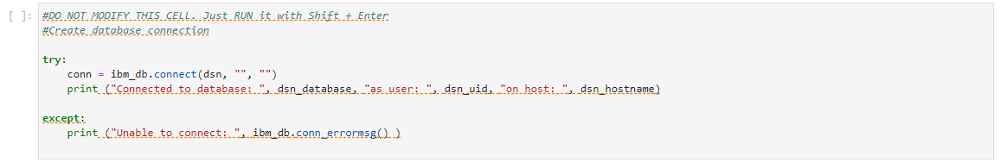 [ ]:
#DO NOT MODIFY THIS CELL. Just RUN it with Shift + Enter
#Create database connection
try:
    conn = ibm_db.connect(dsn, "", "")
    print ("Connected to database: ", dsn_database, "as user: ", dsn_uid, "on host: ", dsn_hostname)
except:
    print ("Unable to connect: ", ibm_db.conn_errormsg() )